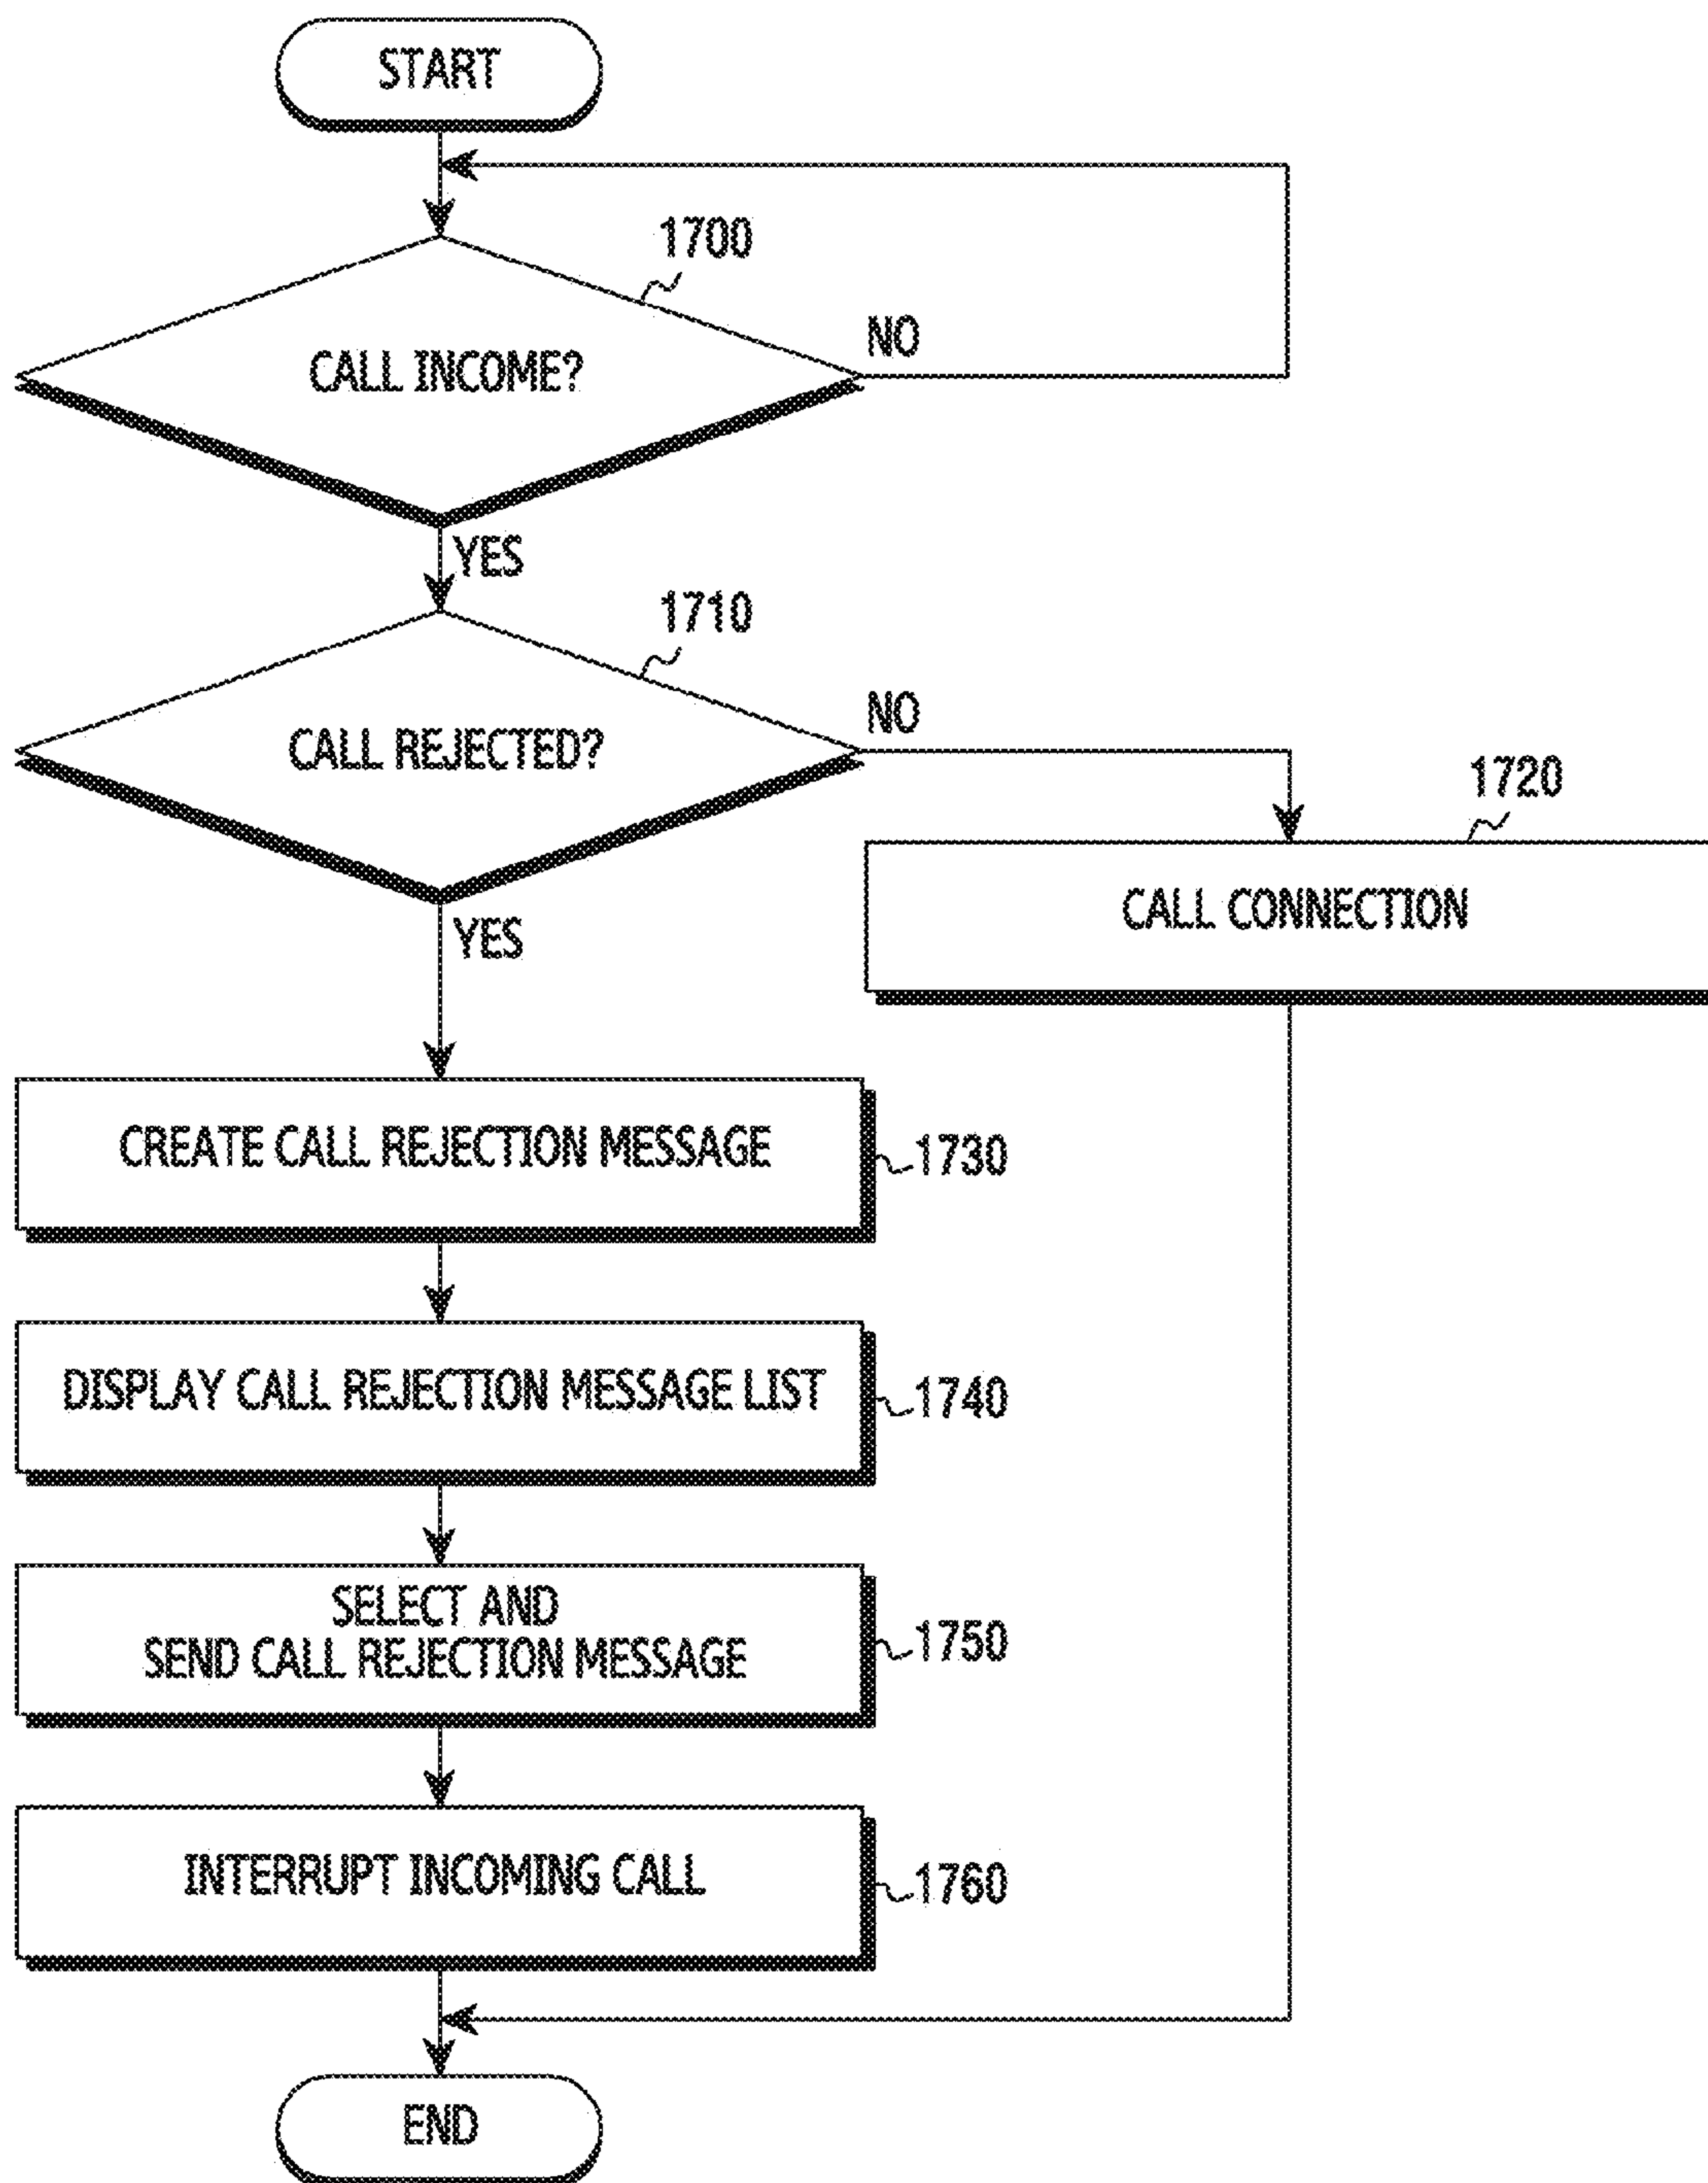 START
1700
CALL INCOME?
NO
YES
1710
CALL REJECTED?
NO
1720
CALL CONNECTION
YES
CREATE CALL REJECTION MESSAGE
1730
DISPLAY CALL REJECTION MESSAGE LIST
1740
SELECT AND
SEND CALL REJECTION MESSAGE
1750
INTERRUPT INCOMING CALL
1760
END